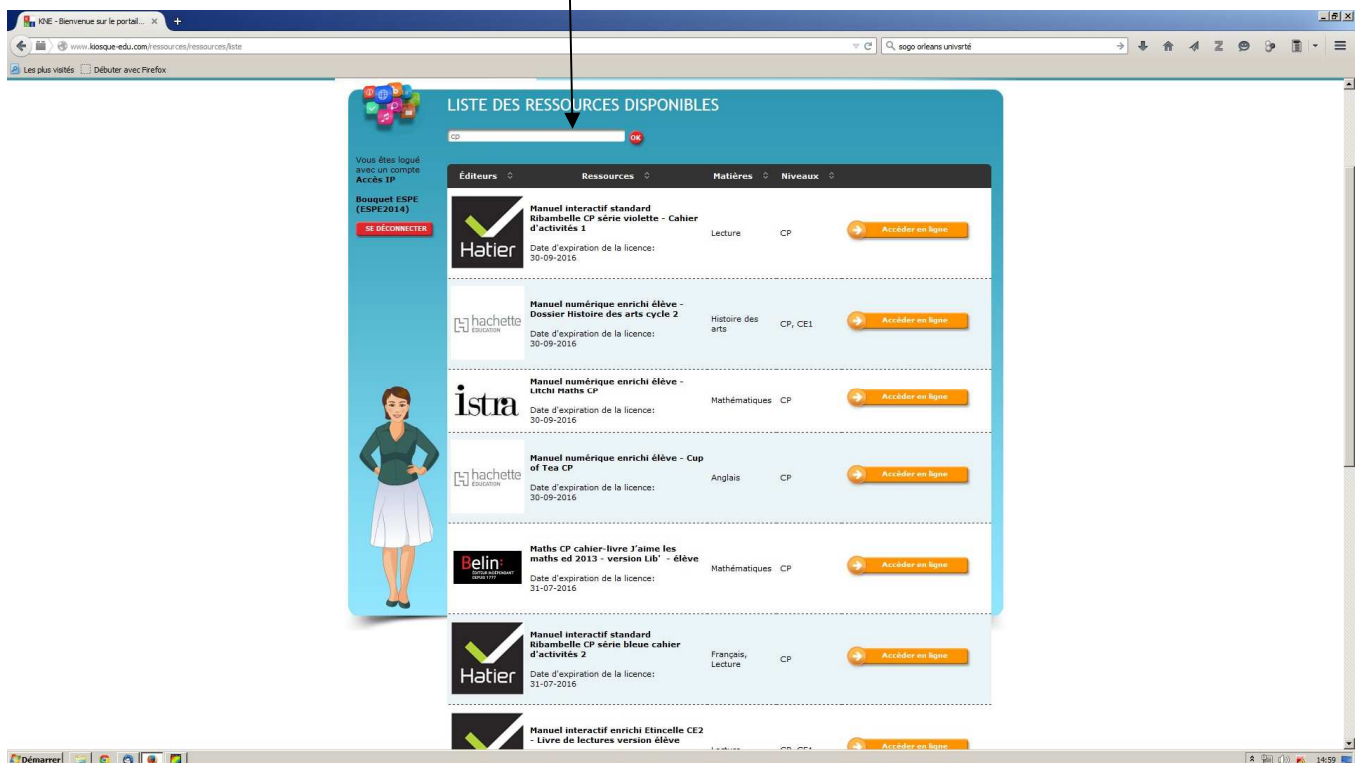 KNE - Bienvenue sur le portail...
www.kiosque-edu.com/ressources/ressources/liste
sogo orleans univsrté
Les plus visités
Débuter avec Firefox
LISTE DES RESSOURCES DISPONIBLES
cp
OK
Vous êtes logué
avec un compte
Accès IP
Bouquet ESPE
(ESPE2014)
SE DÉCONNECTER
Éditeurs Ressources Matières Niveaux
Hatier
Manuel interactif standard
Ribambelle CP série violette - Cahier
d'activités 1
Date d'expiration de la licence:
30-09-2016
Lecture
CP
Accéder en ligne
hachette
ÉDUCATION
Manuel numérique enrichi élève -
Dossier Histoire des arts cycle 2
Date d'expiration de la licence:
30-09-2016
Histoire des
arts
CP, CE1
Accéder en ligne
istra
Manuel numérique enrichi élève -
Litchi Maths CP
Date d'expiration de la licence:
30-09-2016
Mathématiques
CP
Accéder en ligne
hachette
ÉDUCATION
Manuel numérique enrichi élève - Cup
of Tea CP
Date d'expiration de la licence:
30-09-2016
Anglais
CP
Accéder en ligne
Belin:
ÉDITEUR INDÉPENDANT
DEPUIS 1777
Maths CP cahier-livre J'aime les
maths ed 2013 - version Lib' - élève
Date d'expiration de la licence:
31-07-2016
Mathématiques
CP
Accéder en ligne
Hatier
Manuel interactif standard
Ribambelle CP série bleue cahier
d'activités 2
Date d'expiration de la licence:
31-07-2016
Français,
Lecture
CP
Accéder en ligne
Manuel interactif enrichi Etincelle CE2
- Livre de lectures version élève
Lecture
CP, CE1
Accéder en ligne
Démarrer
14:59